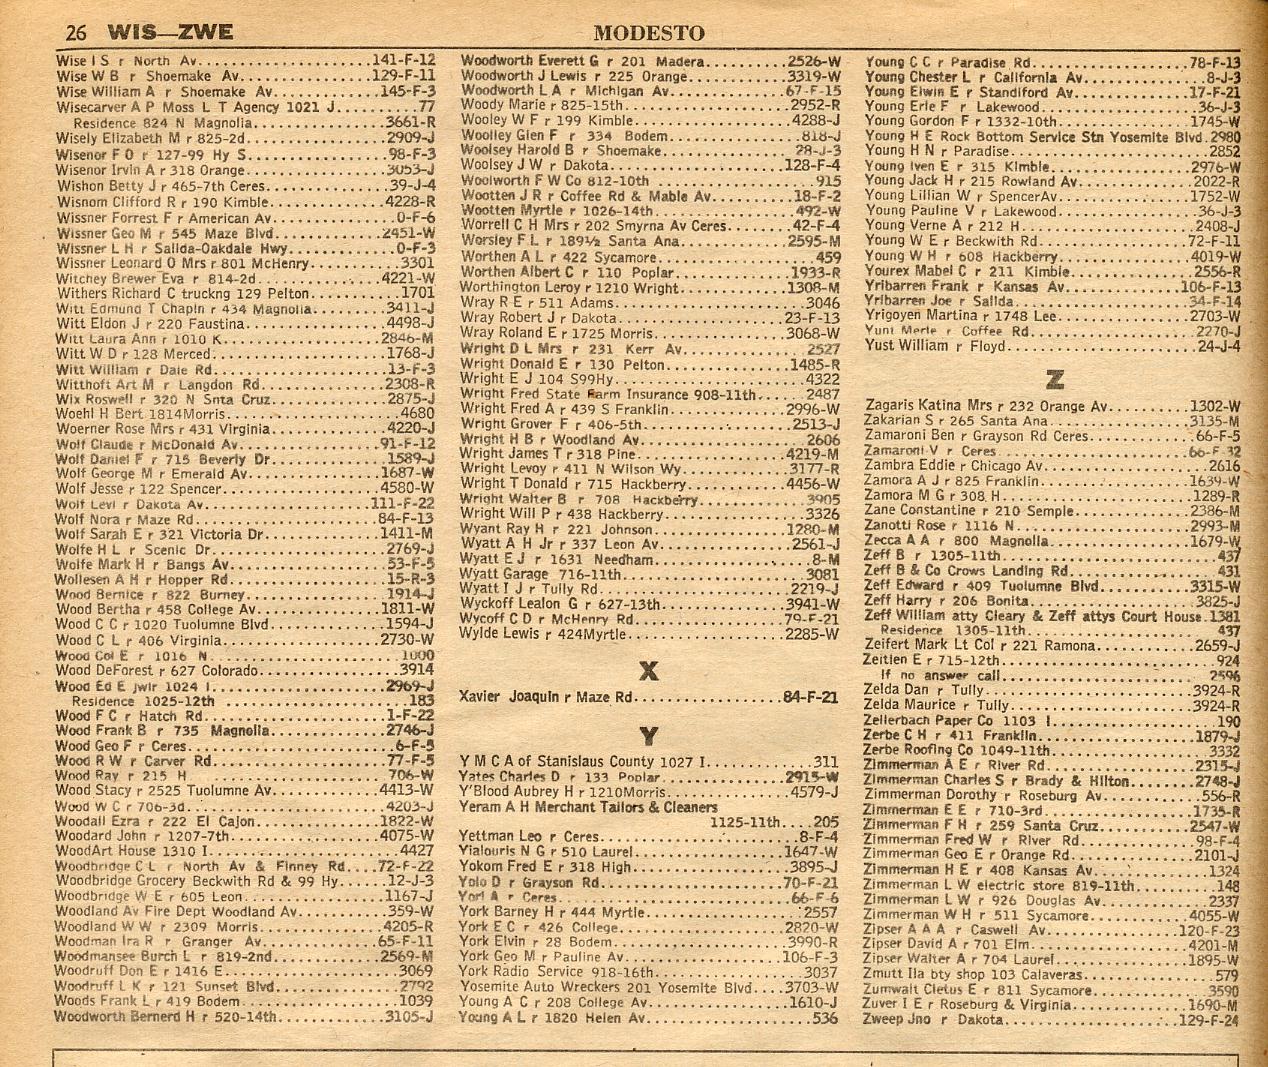 26 WIS—ZWE
MODESTO
Wise I S r North Av 141-F-12
Wise W B r Shoemake Av 129-F-11
Wise William A r Shoemake Av 145-F-3
Wisecarver A P Moss L T Agency 1021 J 77
Residence 824 N Magnolia 3661-R
Wisely Elizabeth M r 825-2d 2909-J
Wisenor F O r 127-99 Hy S 98-F-3
Wisenor Irvin A r 318 Orange 3053-J
Wishon Betty J r 465-7th Ceres 39-J-4
Wisnom Clifford R r 190 Kimble 4228-R
Wissner Forrest F r American Av 0-F-6
Wissner Geo M r 545 Maze Blvd 2451-W
Wissner L H r Salida-Oakdale Hwy 0-F-3
Wissner Leonard O Mrs r 801 McHenry 3301
Witchey Brewer Eva r 814-2d 4221-W
Withers Richard C truckng 129 Pelton 1701
Witt Edmund T Chapln r 434 Magnolia 3411-J
Witt Eldon J r 220 Faustina 4498-J
Witt Laura Ann r 1010 K 2846-M
Witt W D r 128 Merced 1768-J
Witt William r Dale Rd 13-F-3
Witthoft Art M r Langdon Rd 2308-R
Wix Roswell r 320 N Snta Cruz 2875-J
Woehl H Bert 1814Morris 4680
Woerner Rose Mrs r 431 Virginia 4220-J
Wolf Claude r McDonald Av 91-F-12
Wolf Daniel F r 715 Beverly Dr 1589-J
Wolf George M r Emerald Av 1687-W
Wolf Jesse r 122 Spencer 4580-W
Wolf Levi r Dakota Av 111-F-22
Wolf Nora r Maze Rd 84-F-13
Wolf Sarah E r 321 Victoria Dr 1411-M
Wolfe H L r Scenic Dr 2769-J
Wolfe Mark H r Bangs Av 53-F-5
Wollesen A H r Hopper Rd 15-R-3
Wood Bernice r 822 Burney 1914-J
Wood Bertha r 458 College Av 1811-W
Wood C C r 1020 Tuolumne Blvd 1594-J
Wood C L r 406 Virginia 2730-W
Wood Col E r 1016 N 1000
Wood DeForest r 627 Colorado 3914
Wood Ed E jwlr 1024 I 2969-J
Residence 1025-12th 183
Wood F C r Hatch Rd 1-F-22
Wood Frank B r 735 Magnolia 2746-J
Wood Geo F r Ceres 6-F-5
Wood R W r Carver Rd 77-F-5
Wood Ray r 215 H 706-W
Wood Stacy r 2525 Tuolumne Av 4413-W
Wood W C r 706-3d 4203-J
Woodall Ezra r 222 El Cajon 1822-W
Woodard John r 1207-7th 4075-W
WoodArt House 1310 I 4427
Woodbridge C L r North Av & Finney Rd 72-F-22
Woodbridge Grocery Beckwith Rd & 99 Hy 12-J-3
Woodbridge W E r 605 Leon 1167-J
Woodland Av Fire Dept Woodland Av 359-W
Woodland W W r 2309 Morris 4205-R
Woodman Ira R r Granger Av 65-F-11
Woodmansee Burch L r 819-2nd 2569-M
Woodruff Don E r 1416 E 3069
Woodruff L K r 121 Sunset Blvd 2792
Woods Frank L r 419 Bodem 1039
Woodworth Bernerd H r 520-14th 3105-J
Woodworth Everett G r 201 Madera 2526-W
Woodworth J Lewis r 225 Orange 3319-W
Woodworth L A r Michigan Av 67-F-15
Woody Marie r 825-15th 2952-R
Wooley W F r 199 Kimble 4288-J
Woolley Glen F r 334 Bodem 818-J
Woolsey Harold B r Shoemake 28-J-3
Woolsey J W r Dakota 128-F-4
Woolworth F W Co 812-10th 915
Wootten J R r Coffee Rd & Mable Av 18-F-2
Wootten Myrtle r 1026-14th 492-W
Worrell C H Mrs r 202 Smyrna Av Ceres 42-F-4
Worsley F L r 189½ Santa Ana 2595-M
Worthen A L r 422 Sycamore 459
Worthen Albert C r 110 Poplar 1933-R
Worthington Leroy r 1210 Wright 1308-M
Wray R E r 511 Adams 3046
Wray Robert J r Dakota 23-F-13
Wray Roland E r 1725 Morris 3068-W
Wright D L Mrs r 231 Kerr Av 2527
Wright Donald E r 130 Pelton 1485-R
Wright E J 104 S99Hy 4322
Wright Fred State Farm Insurance 908-11th 2487
Wright Fred A r 439 S Franklin 2996-W
Wright Grover F r 406-5th 2513-J
Wright H B r Woodland Av 2606
Wright James T r 318 Pine 4219-M
Wright Levoy r 411 N Wilson Wy 3177-R
Wright T Donald r 715 Hackberry 4456-W
Wright Walter B r 708 Hackberry 3905
Wright Will P r 438 Hackberry 3326
Wyant Ray H r 221 Johnson 1280-M
Wyatt A H Jr r 337 Leon Av 2561-J
Wyatt E J r 1631 Needham 8-M
Wyatt Garage 716-11th 3081
Wyatt I J r Tully Rd 2219-J
Wyckoff Lealon G r 627-13th 3941-W
Wycoff C D r McHenry Rd 79-F-21
Wylde Lewis r 424Myrtle 2285-W
X
Xavier Joaquin r Maze Rd 84-F-21
Y
Y M C A of Stanislaus County 1027 I 311
Yates Charles D r 133 Poplar 2915-W
Y'Blood Aubrey H r 1210Morris 4579-J
Yeram A H Merchant Tailors & Cleaners
1125-11th 205
Yettman Leo r Ceres 8-F-4
Yialouris N G r 510 Laurel 1647-W
Yokom Fred E r 318 High 3895-J
Yolo D r Grayson Rd 70-F-21
Yori A r Ceres 66-F-6
York Barney H r 444 Myrtle 2557
York E C r 426 College 2820-W
York Elvin r 28 Bodem 3990-R
York Geo M r Pauline Av 106-F-3
York Radio Service 918-16th 3037
Yosemite Auto Wreckers 201 Yosemite Blvd 3703-W
Young A C r 208 College Av 1610-J
Young A L r 1820 Helen Av 536
Young C C r Paradise Rd 78-F-13
Young Chester L r California Av 8-J-3
Young Elwin E r Standiford Av 17-F-21
Young Erle F r Lakewood 36-J-3
Young Gordon F r 1332-10th 1745-W
Young H E Rock Bottom Service Stn Yosemite Blvd 2980
Young H N r Paradise 2852
Young Iven E r 315 Kimble 2976-W
Young Jack H r 215 Rowland Av 2022-R
Young Lillian W r SpencerAv 1752-W
Young Pauline V r Lakewood 36-J-3
Young Verne A r 212 H 2408-J
Young W E r Beckwith Rd 72-F-11
Young W H r 608 Hackberry 4019-W
Yourex Mabel C r 211 Kimble 2556-R
Yribarren Frank r Kansas Av 106-F-13
Yribarren Joe r Salida 34-F-14
Yrigoyen Martina r 1748 Lee 2703-W
Yunt Merle r Coffee Rd 2270-J
Yust William r Floyd 24-J-4
Z
Zagaris Katina Mrs r 232 Orange Av 1302-W
Zakarian S r 265 Santa Ana 3135-M
Zamaroni Ben r Grayson Rd Ceres 66-F-5
Zamaroni V r Ceres 66-F-32
Zambra Eddie r Chicago Av 2616
Zamora A J r 825 Franklin 1639-W
Zamora M G r 308 H 1289-R
Zane Constantine r 210 Semple 2386-M
Zanotti Rose r 1116 N 2993-M
Zecca A A r 800 Magnolia 1679-W
Zeff B r 1305-11th 437
Zeff B & Co Crows Landing Rd 431
Zeff Edward r 409 Tuolumne Blvd 3315-W
Zeff Harry r 206 Bonita 3825-J
Zeff William atty Cleary & Zeff attys Court House 1381
Residence 1305-11th 437
Zeifert Mark Lt Col r 221 Ramona 2659-J
Zeitlen E r 715-12th 924
If no answer call 2596
Zelda Dan r Tully 3924-R
Zelda Maurice r Tully 3924-R
Zellerbach Paper Co 1103 I 190
Zerbe C H r 411 Franklin 1879-J
Zerbe Roofing Co 1049-11th 3332
Zimmerman A E r River Rd 2315-J
Zimmerman Charles S r Brady & Hilton 2748-J
Zimmerman Dorothy r Roseburg Av 556-R
Zimmerman E E r 710-3rd 1735-R
Zimmerman F H r 259 Santa Cruz 2547-W
Zimmerman Fred W r River Rd 98-F-4
Zimmerman Geo E r Orange Rd 2101-J
Zimmerman H E r 408 Kansas Av 1324
Zimmerman L W electric store 819-11th 148
Zimmerman L W r 926 Douglas Av 2337
Zimmerman W H r 511 Sycamore 4055-W
Zipser A A A r Caswell Av 120-F-23
Zipser David A r 701 Elm 4201-M
Zipser Walter A r 704 Laurel 1895-W
Zmutt Ila bty shop 103 Calaveras 579
Zumwalt Cletus E r 811 Sycamore 3590
Zuver I E r Roseburg & Virginia 1690-M
Zweep Jno r Dakota 129-F-24